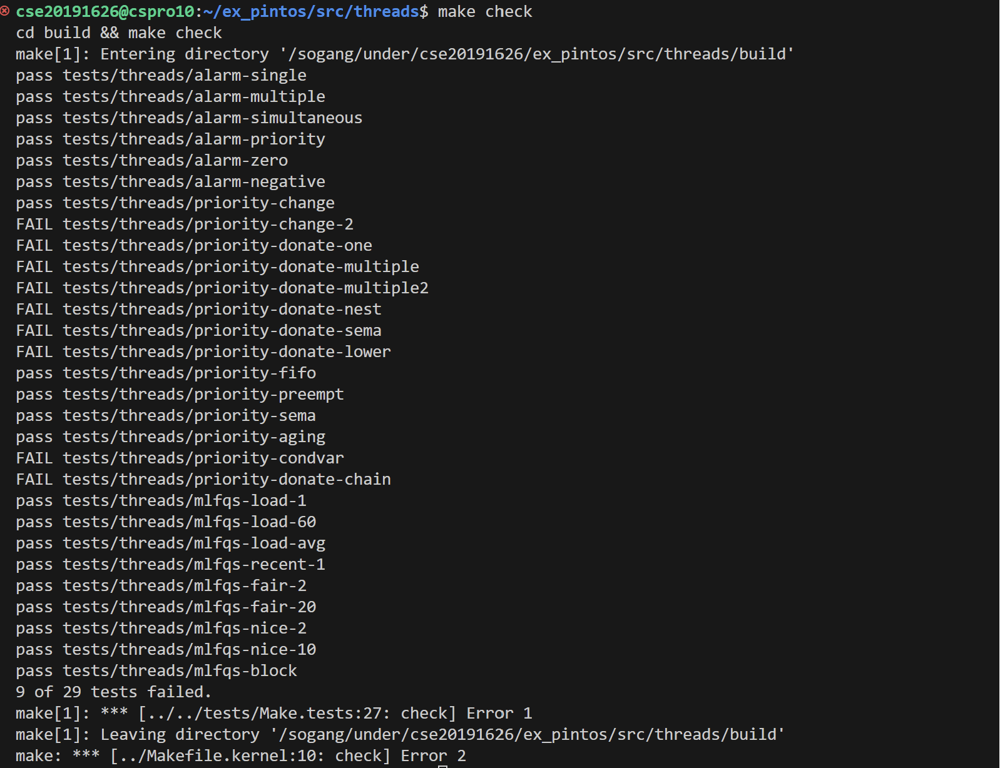 cse20191626@cspro10:~/ex_pintos/src/threads$ make check
cd build && make check
make[1]: Entering directory '/sogang/under/cse20191626/ex_pintos/src/threads/build'
pass tests/threads/alarm-single
pass tests/threads/alarm-multiple
pass tests/threads/alarm-simultaneous
pass tests/threads/alarm-priority
pass tests/threads/alarm-zero
pass tests/threads/alarm-negative
pass tests/threads/priority-change
FAIL tests/threads/priority-change-2
FAIL tests/threads/priority-donate-one
FAIL tests/threads/priority-donate-multiple
FAIL tests/threads/priority-donate-multiple2
FAIL tests/threads/priority-donate-nest
FAIL tests/threads/priority-donate-sema
FAIL tests/threads/priority-donate-lower
pass tests/threads/priority-fifo
pass tests/threads/priority-preempt
pass tests/threads/priority-sema
pass tests/threads/priority-aging
FAIL tests/threads/priority-condvar
FAIL tests/threads/priority-donate-chain
pass tests/threads/mlfqs-load-1
pass tests/threads/mlfqs-load-60
pass tests/threads/mlfqs-load-avg
pass tests/threads/mlfqs-recent-1
pass tests/threads/mlfqs-fair-2
pass tests/threads/mlfqs-fair-20
pass tests/threads/mlfqs-nice-2
pass tests/threads/mlfqs-nice-10
pass tests/threads/mlfqs-block
9 of 29 tests failed.
make[1]: *** [../../tests/Make.tests:27: check] Error 1
make[1]: Leaving directory '/sogang/under/cse20191626/ex_pintos/src/threads/build'
make: *** [../Makefile.kernel:10: check] Error 2